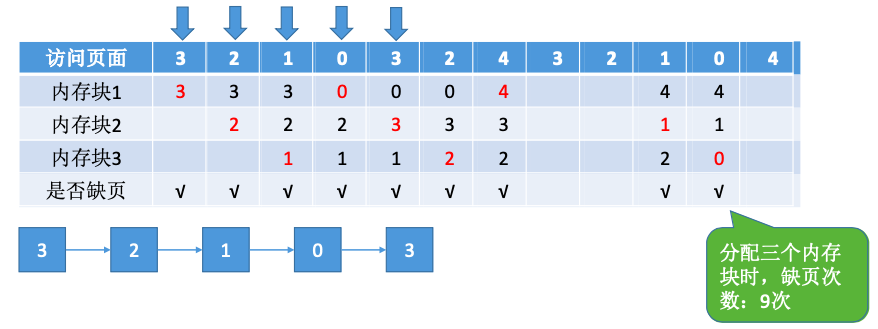 访问页面 3 2 1 0 3 2 4 3 2 1 0 4
内存块1 3 3 3 0 0 0 4 4 4
内存块2 2 2 2 3 3 3 1 1
内存块3 1 1 1 2 2 2 0
是否缺页 √ √ √ √ √ √ √ √ √
3 2 1 0 3
分配三个内存
块时，缺页次
数：9次